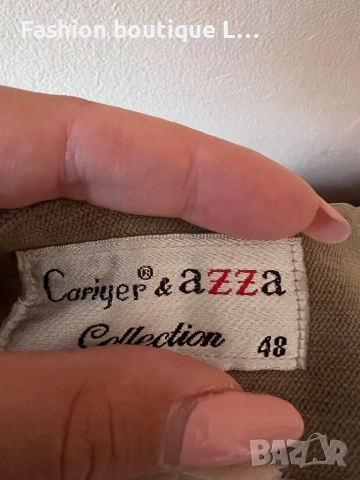 Fashion boutique L...
Cariyer® & azza
Collection 48
BAZAR